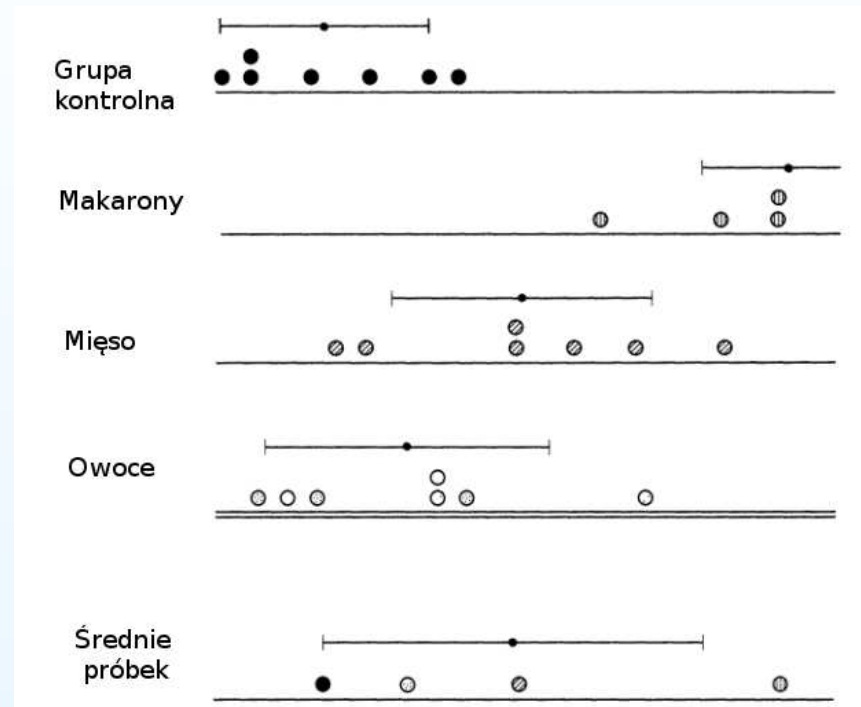 Grupa
kontrolna
Makarony
Mięso
Owoce
Średnie
próbek